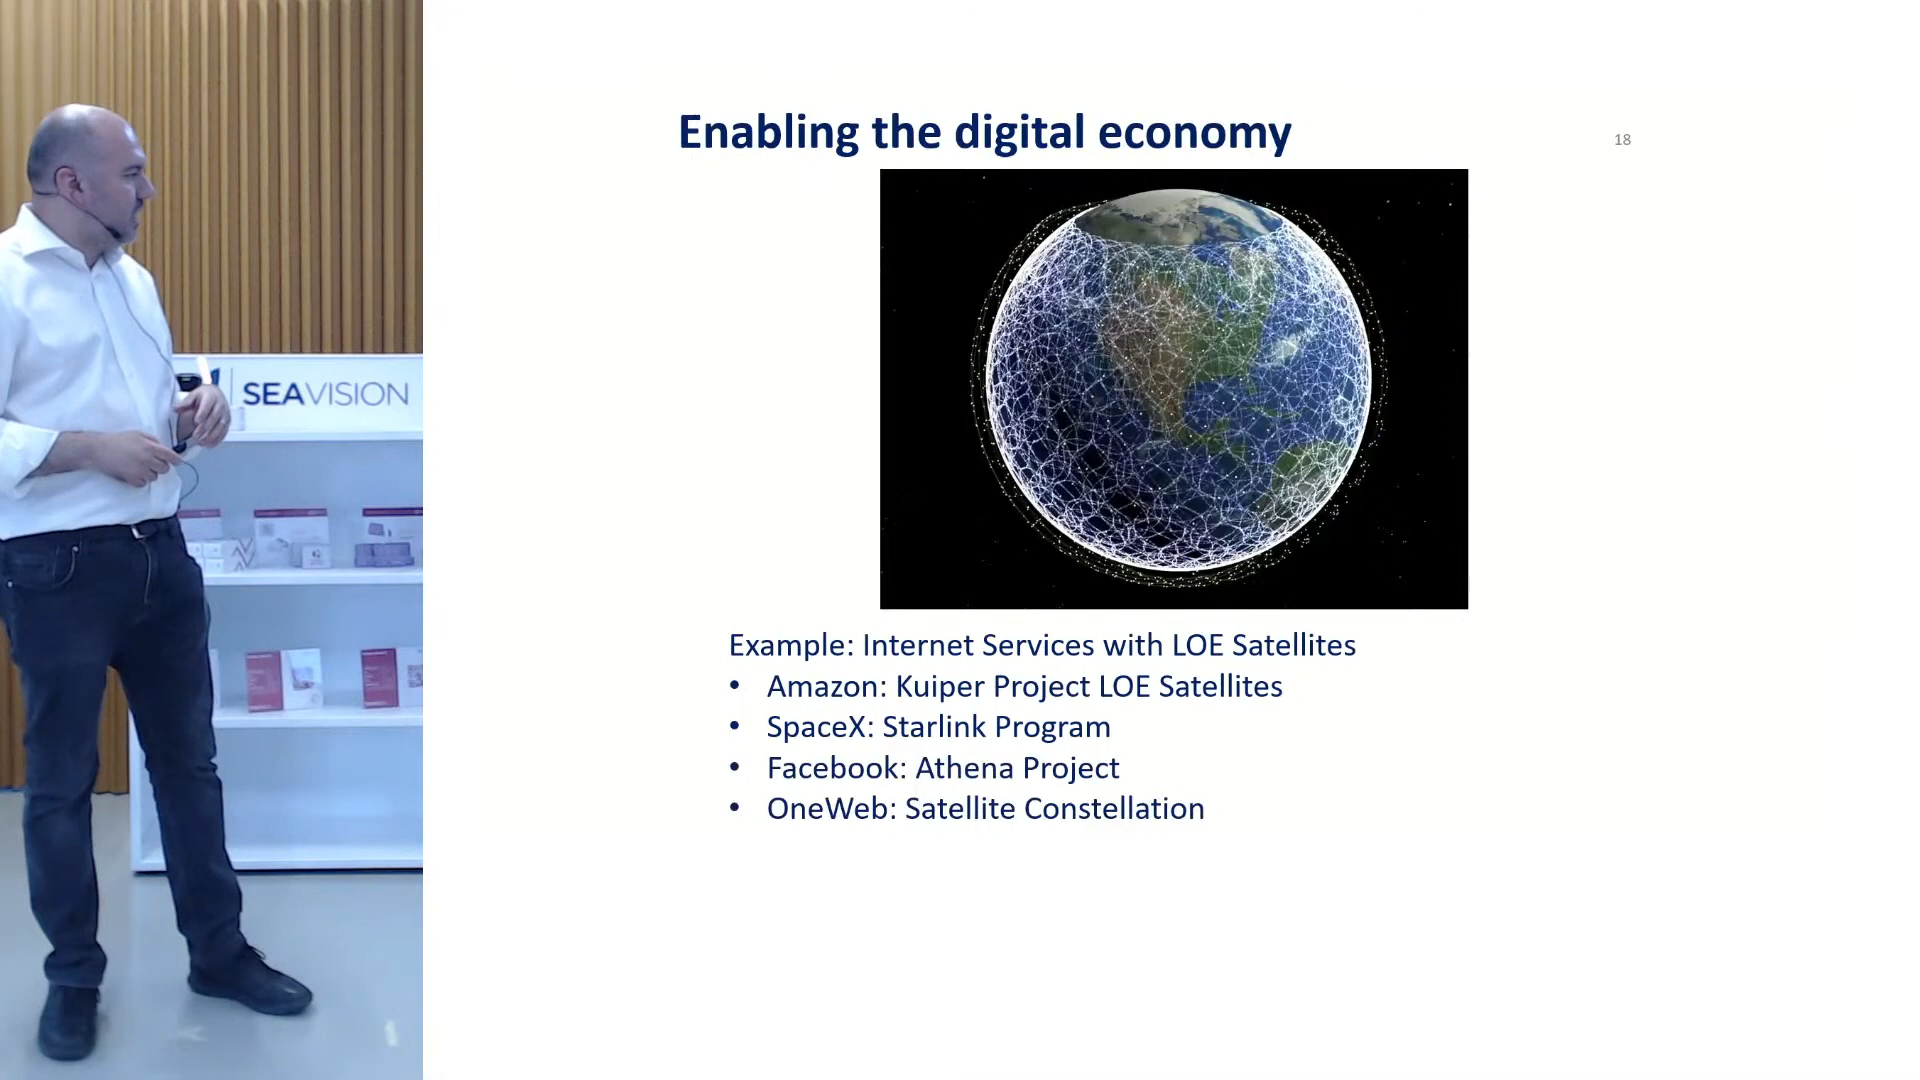 Enabling the digital economy
18
SEAVISION
Example: Internet Services with LOE Satellites
• Amazon: Kuiper Project LOE Satellites
• SpaceX: Starlink Program
• Facebook: Athena Project
• OneWeb: Satellite Constellation